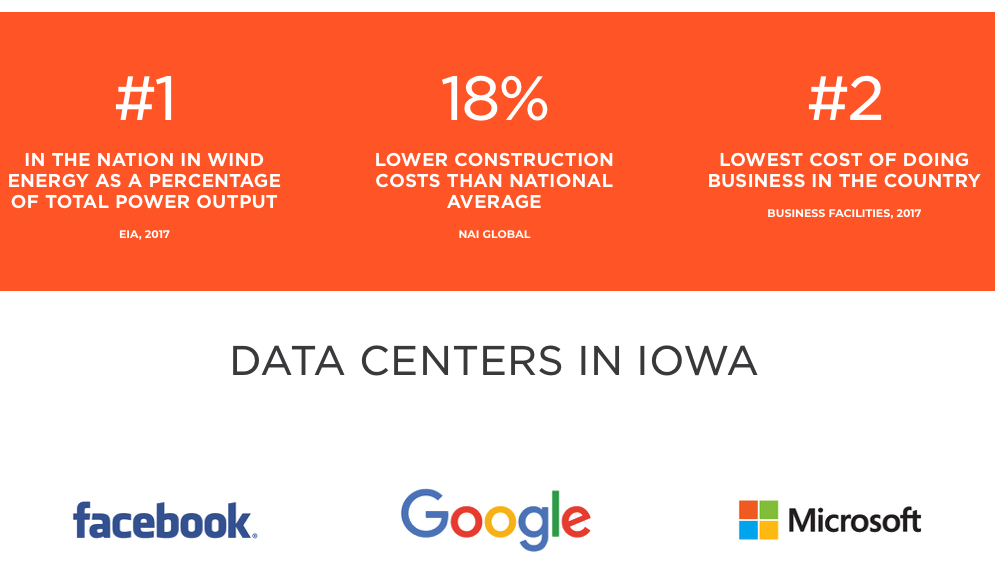 #1
IN THE NATION IN WIND
ENERGY AS A PERCENTAGE
OF TOTAL POWER OUTPUT
EIA, 2017
18%
LOWER CONSTRUCTION
COSTS THAN NATIONAL
AVERAGE
NAI GLOBAL
#2
LOWEST COST OF DOING
BUSINESS IN THE COUNTRY
BUSINESS FACILITIES, 2017
DATA CENTERS IN IOWA
facebook®
Google
Microsoft